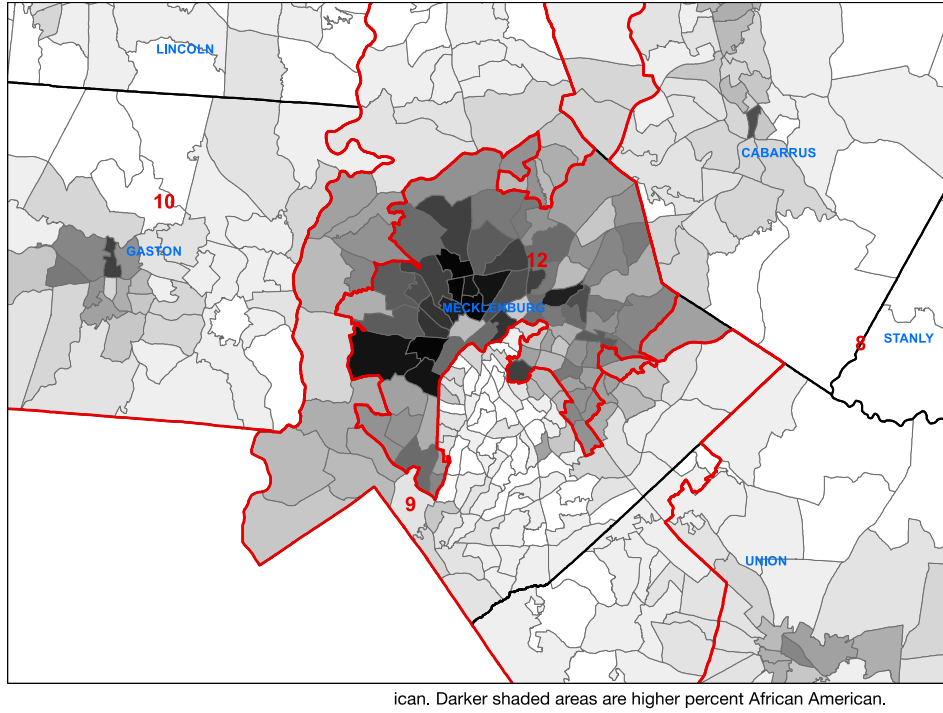 LINCOLN
CABARRUS
10
GASTON
12
MECKLENBURG
8
STANLY
9
UNION
ican. Darker shaded areas are higher percent African American.